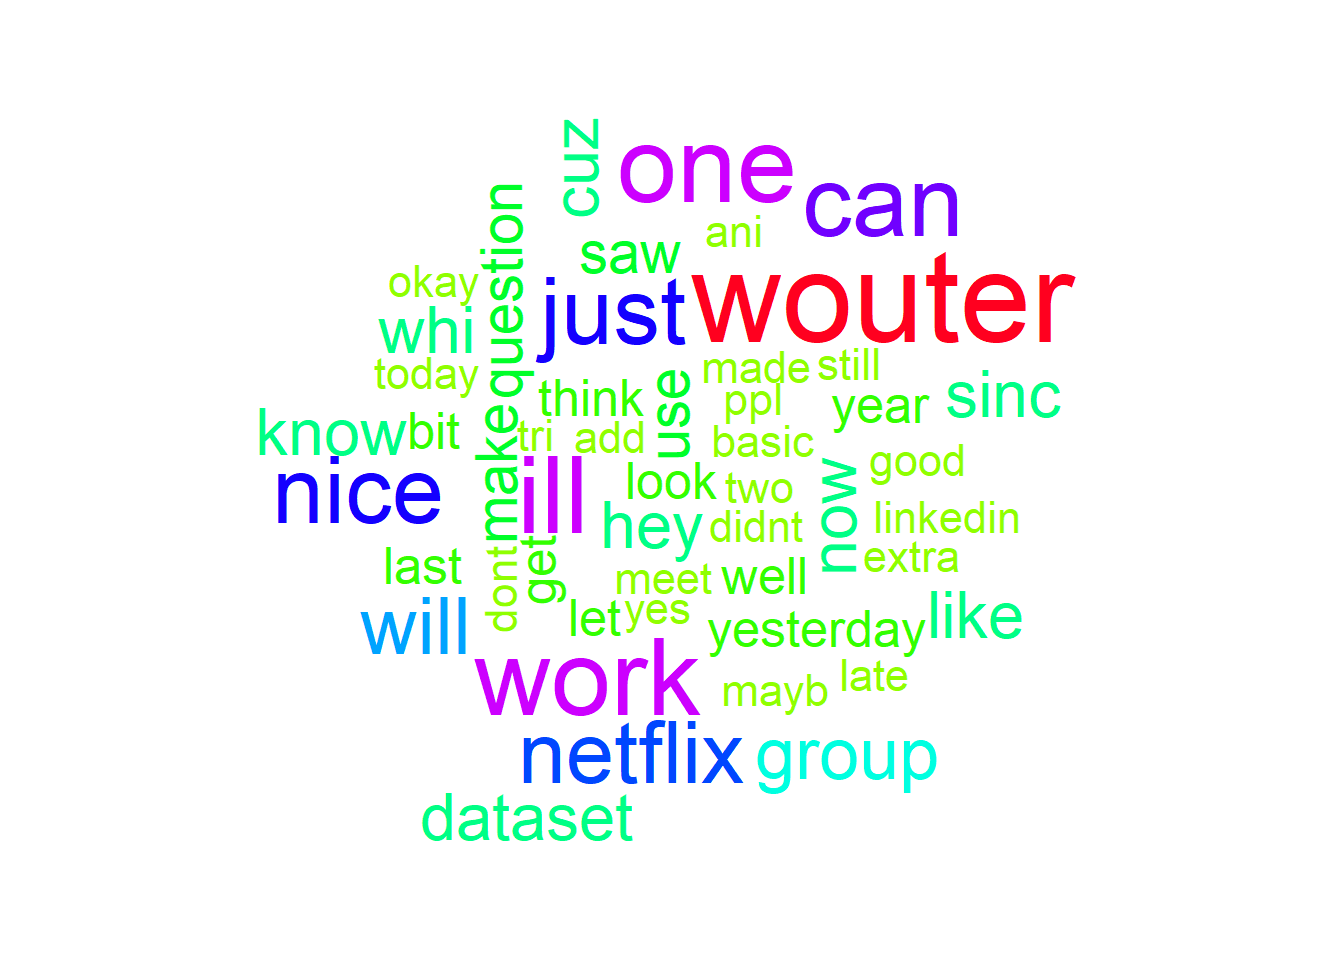 cuz
one
can
question
ani
saw
okay
just
wouter
whi
today
think
use
made
still
ppl
year
sinc
know
bit
make
tri
add
basic
good
nice
ill
look
two
now
linkedin
hey
didnt
extra
last
dont
get
meet
well
will
let
yes
yesterday
like
work
mayb
late
netflix
group
dataset